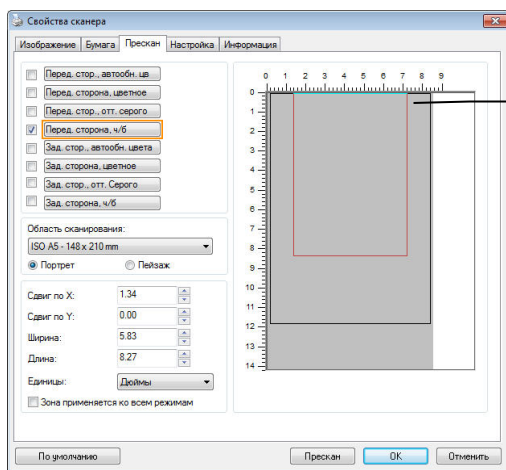 Свойства сканера
Изображение Бумага Прескан Настройка Информация
Перед. стор., автообн. цв
Перед. сторона, цветное
Перед. стор., отт. серого
Перед. сторона, ч/б
Зад. стор., автообн. цвета
Зад. сторона, цветное
Зад. стор., отт. Серого
Зад. сторона, ч/б
Область сканирования:
ISO A5 - 148 x 210 mm
Портрет Пейзаж
Сдвиг по X: 1.34
Сдвиг по Y: 0.00
Ширина: 5.83
Длина: 8.27
Единицы: Дюймы
Зона применяется ко всем режимам
0 1 2 3 4 5 6 7 8 9
0
1
2
3
4
5
6
7
8
9
10
11
12
13
14
По умолчанию Прескан OK Отменить